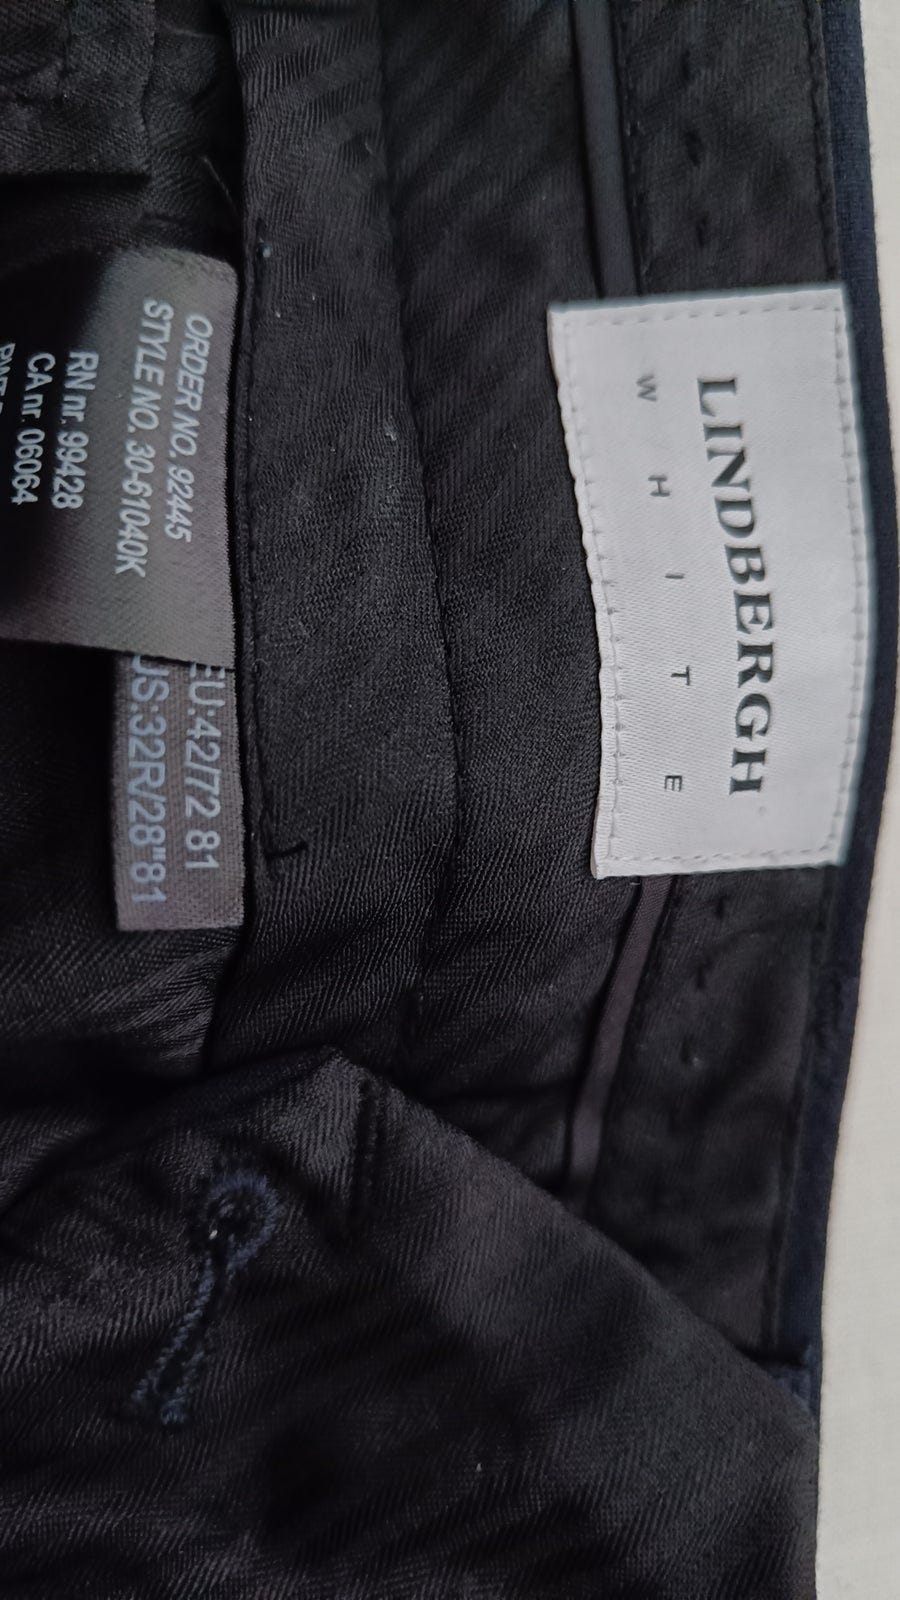 LINDBERGH
WHITE
ORDER NO. 92445
STYLE NO. 30-61040K
RN nr. 99428
CA nr. 06064
EU:42/72 81
US:32R/28"81